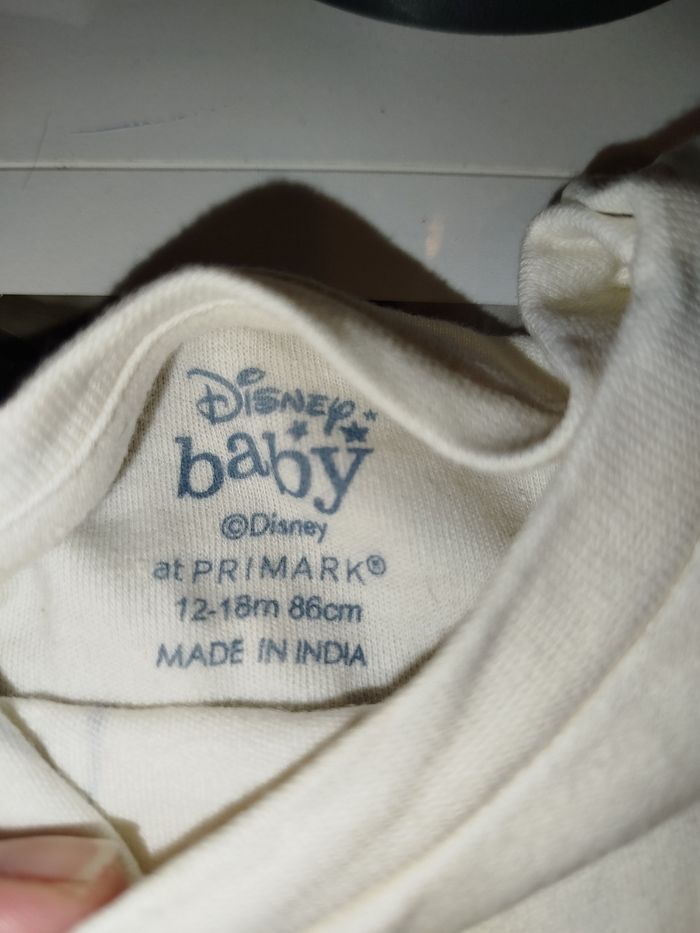 Disney
baby
©Disney
at PRIMARK®
12-18m 86cm
MADE IN INDIA